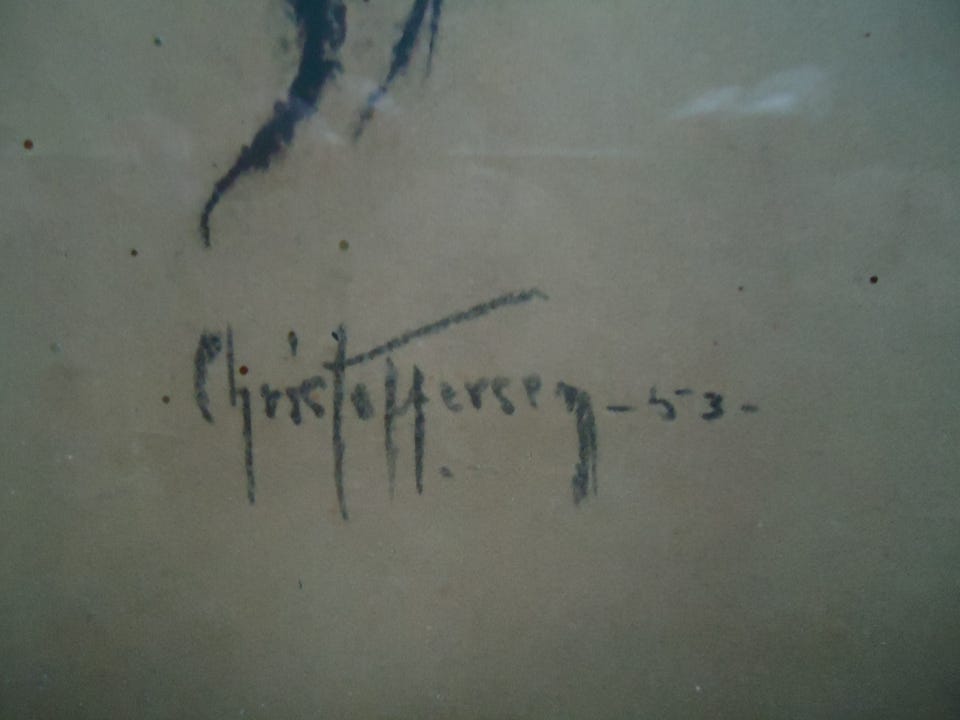 Christoffersen - 53 -